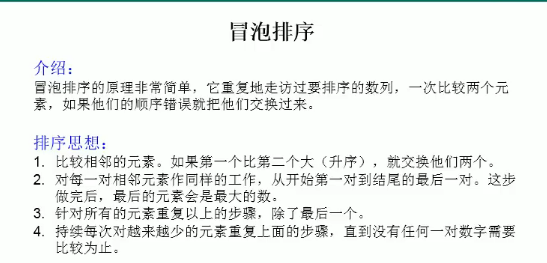 冒泡排序
介绍：
冒泡排序的原理非常简单，它重复地走访过要排序的数列，一次比较两个元
素，如果他们的顺序错误就把他们交换过来。
排序思想：
1. 比较相邻的元素。如果第一个比第二个大（升序），就交换他们两个。
2. 对每一对相邻元素作同样的工作，从开始第一对到结尾的最后一对。这步
做完后，最后的元素会是最大的数。
3. 针对所有的元素重复以上的步骤，除了最后一个。
4. 持续每次对越来越少的元素重复上面的步骤，直到没有任何一对数字需要
比较为止。